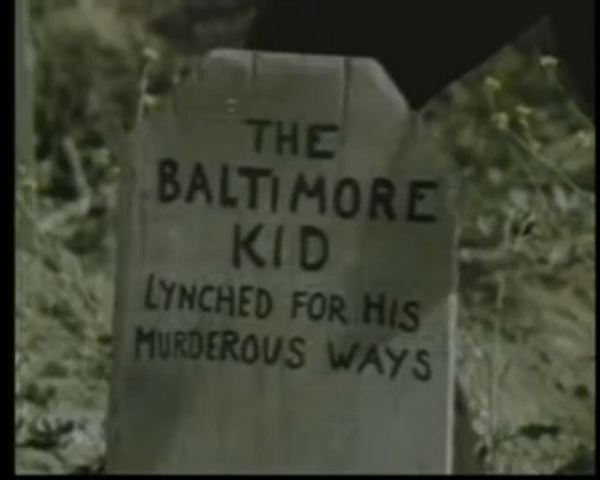 THE
BALTIMORE
KID
LYNCHED FOR HIS
MURDEROUS WAYS